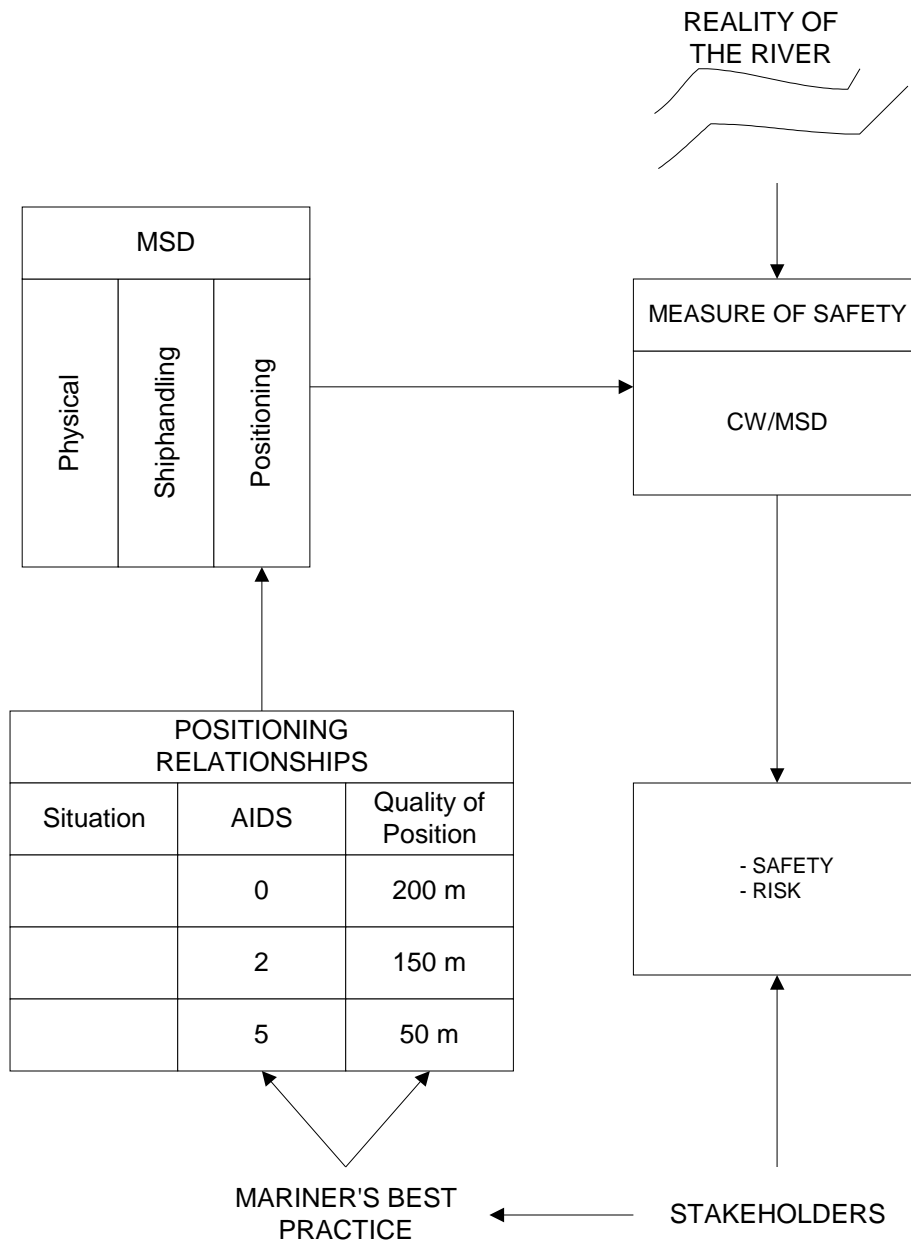 REALITY OF
THE RIVER
MSD
Physical
Shiphandling
Positioning
MEASURE OF SAFETY
CW/MSD
POSITIONING
RELATIONSHIPS
Situation AIDS Quality of
Position
0 200 m
2 150 m
5 50 m
- SAFETY
- RISK
MARINER'S BEST
PRACTICE
STAKEHOLDERS